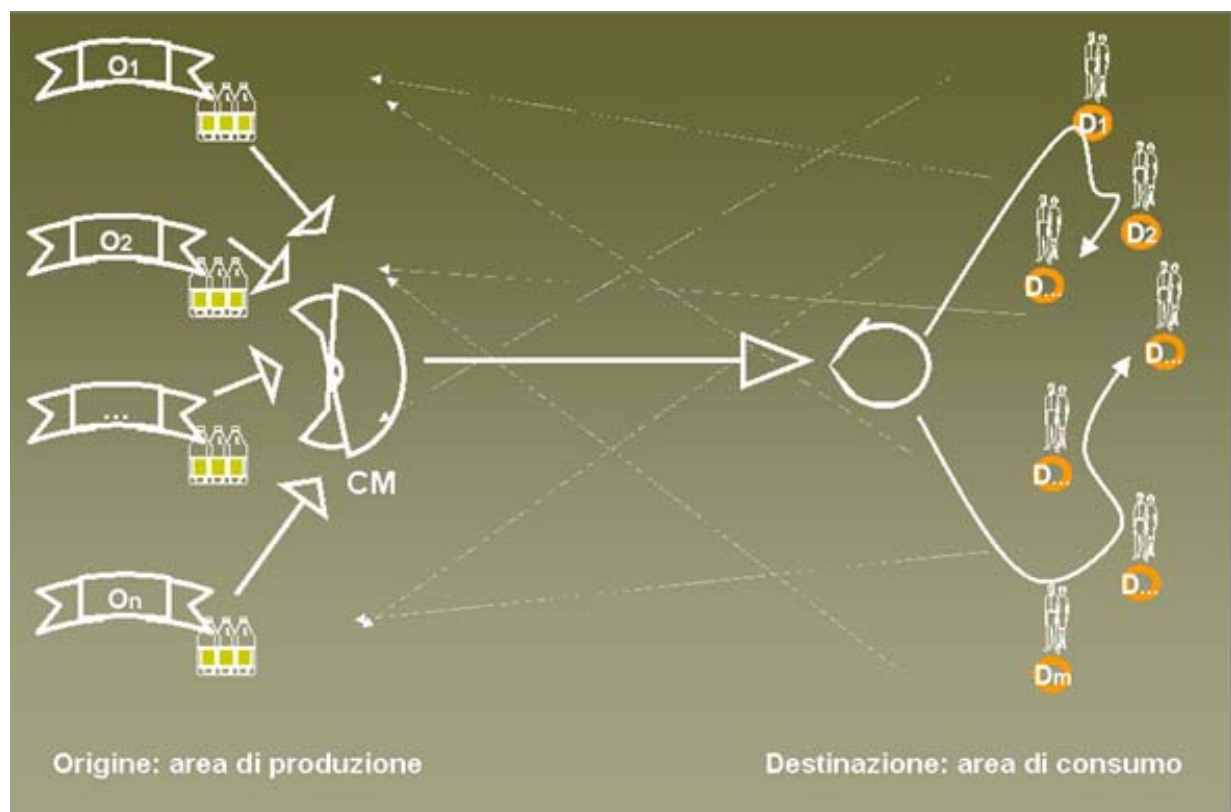 O1
O2
...
On
CM
D1
D2
D...
D...
D...
D...
Dm
Origine: area di produzione
Destinazione: area di consumo